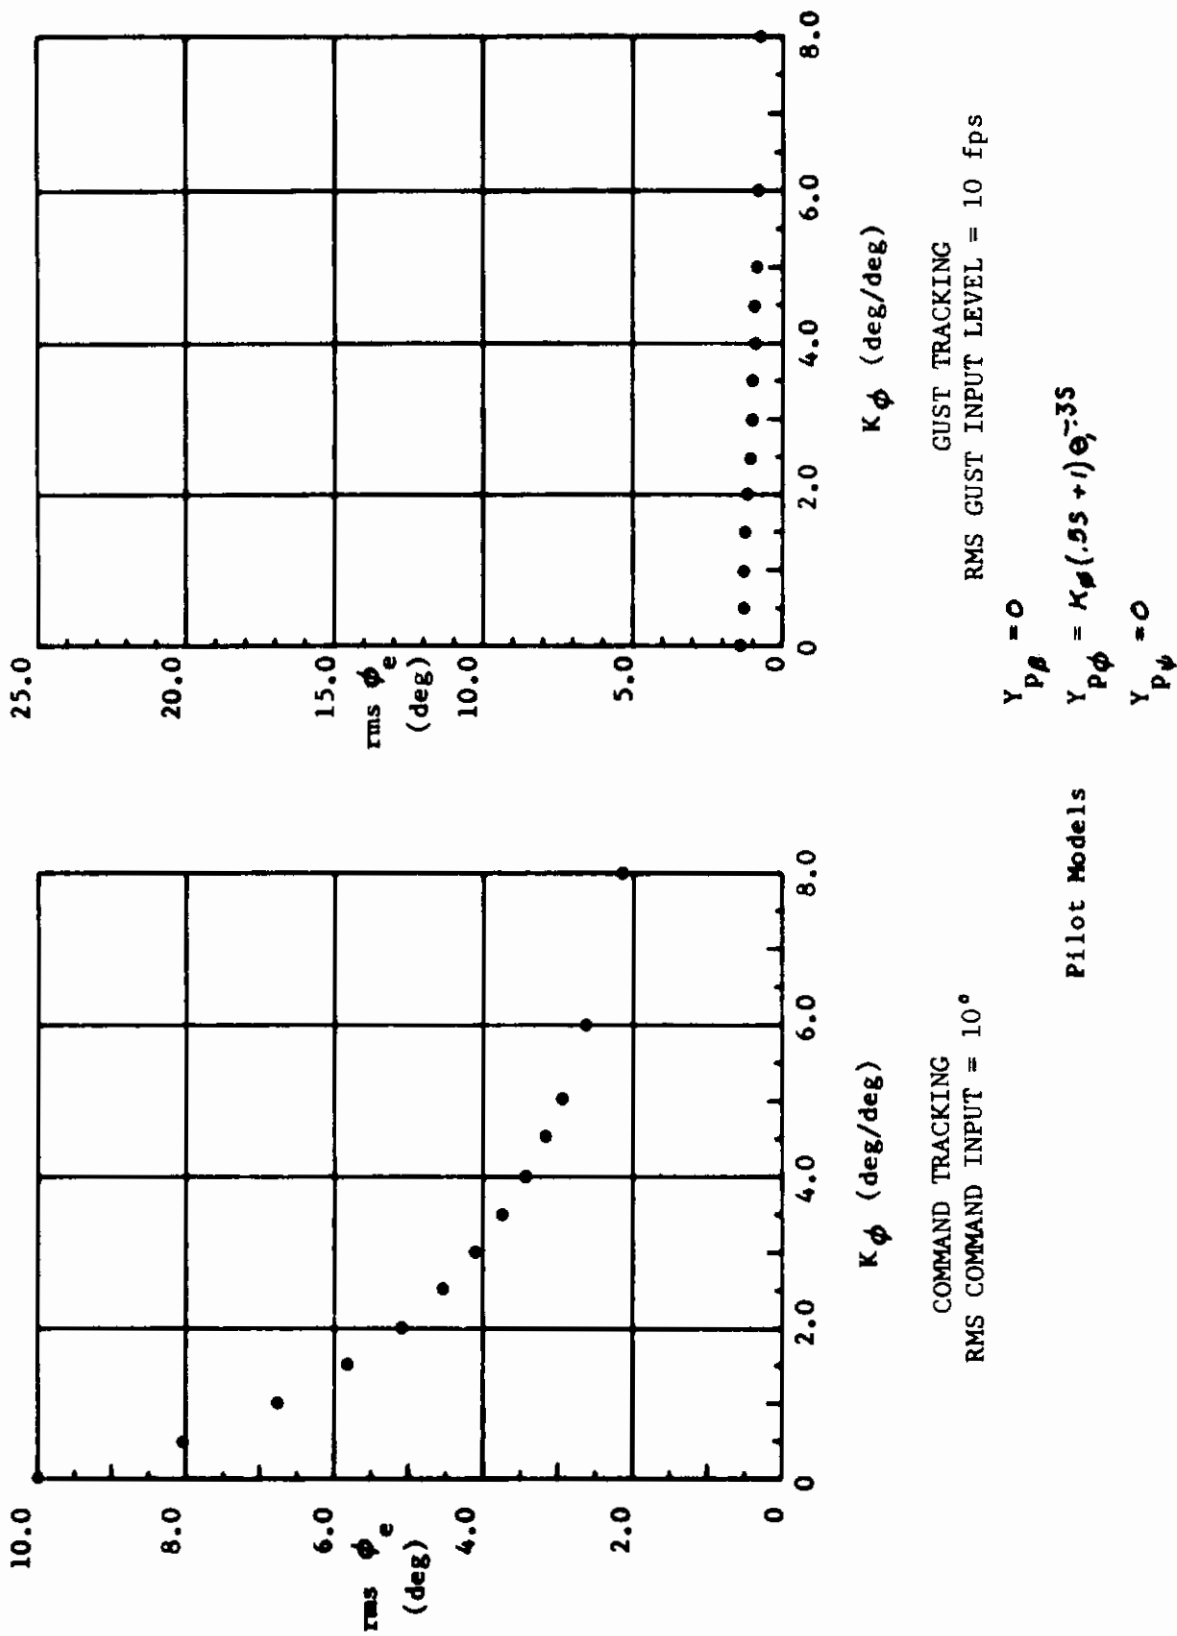 10.0
8.0
6.0
rms ϕe
(deg)
4.0
2.0
0 2.0 4.0 6.0 8.0
Kϕ (deg/deg)
COMMAND TRACKING
RMS COMMAND INPUT = 10°
25.0
20.0
15.0
rms ϕe
(deg)
10.0
5.0
0
0 2.0 4.0 6.0 8.0
Kϕ (deg/deg)
GUST TRACKING
RMS GUST INPUT LEVEL = 10 fps
Ypβ = 0
Pilot Models Ypϕ = Kϕ(.5S +1)e^-.3S
Ypψ = 0